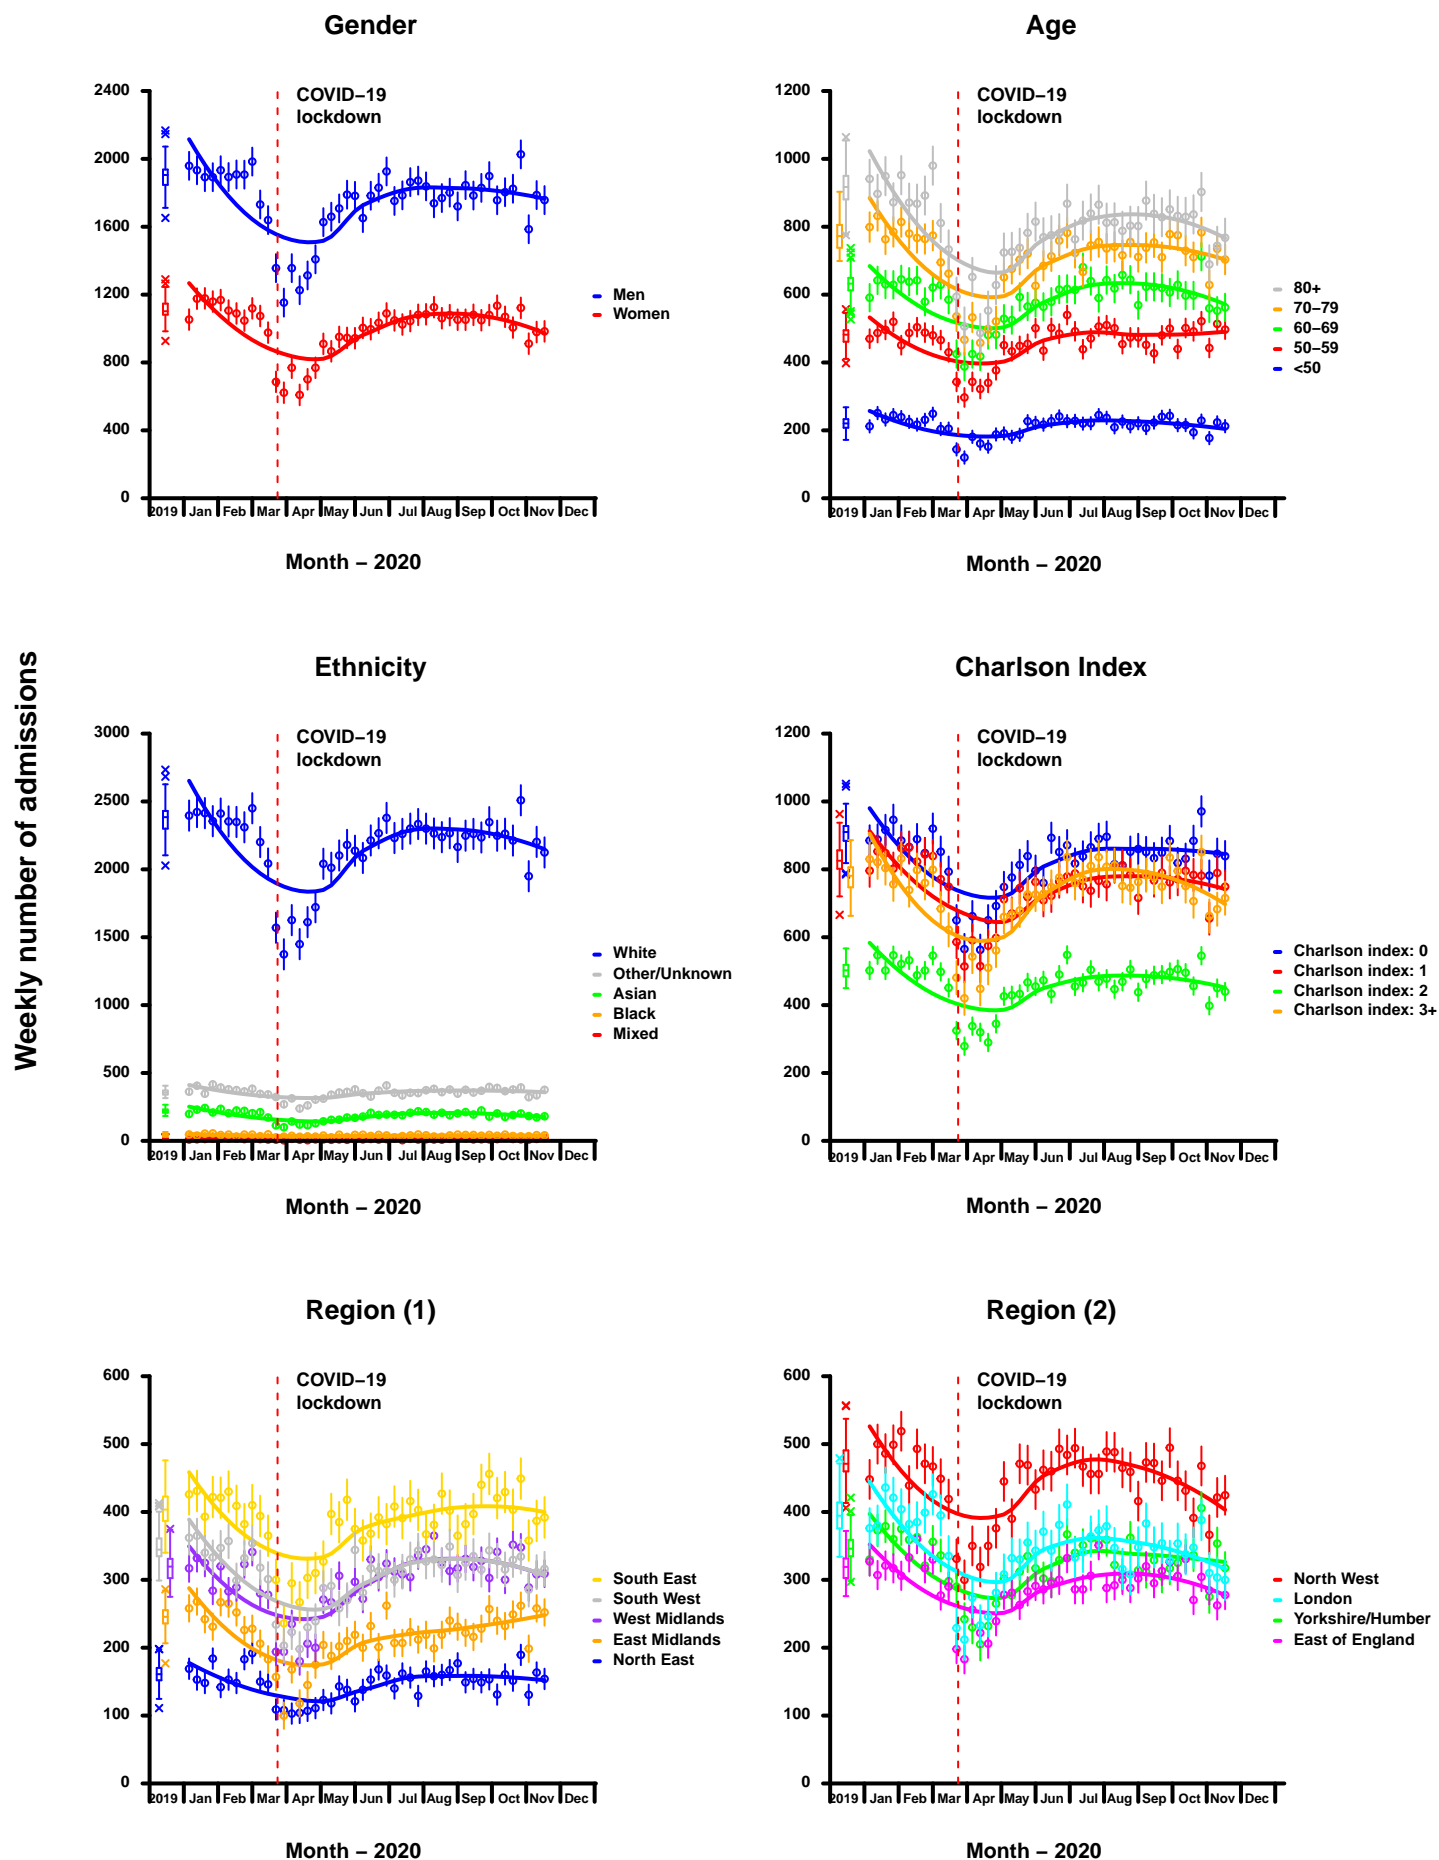 Weekly number of admissions
Gender
2400
2000
1600
1200
800
400
0
COVID−19
lockdown
Men
Women
2019 Jan Feb Mar Apr May Jun Jul Aug Sep Oct Nov Dec
Month − 2020
Age
1200
1000
800
600
400
200
0
COVID−19
lockdown
80+
70−79
60−69
50−59
<50
2019 Jan Feb Mar Apr May Jun Jul Aug Sep Oct Nov Dec
Month − 2020
Ethnicity
3000
2500
2000
1500
1000
500
0
COVID−19
lockdown
White
Other/Unknown
Asian
Black
Mixed
2019 Jan Feb Mar Apr May Jun Jul Aug Sep Oct Nov Dec
Month − 2020
Charlson Index
1200
1000
800
600
400
200
0
COVID−19
lockdown
Charlson index: 0
Charlson index: 1
Charlson index: 2
Charlson index: 3+
2019 Jan Feb Mar Apr May Jun Jul Aug Sep Oct Nov Dec
Month − 2020
Region (1)
600
500
400
300
200
100
0
COVID−19
lockdown
South East
South West
West Midlands
East Midlands
North East
2019 Jan Feb Mar Apr May Jun Jul Aug Sep Oct Nov Dec
Month − 2020
Region (2)
600
500
400
300
200
100
0
COVID−19
lockdown
North West
London
Yorkshire/Humber
East of England
2019 Jan Feb Mar Apr May Jun Jul Aug Sep Oct Nov Dec
Month − 2020